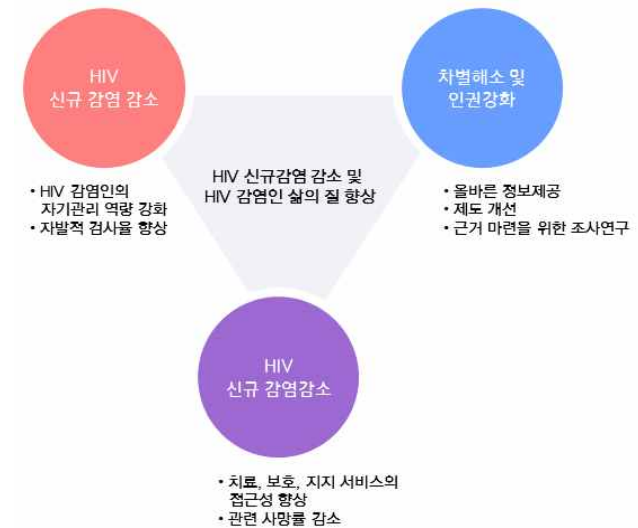 HIV
신규 감염 감소
차별해소 및
인권강화
HIV 신규감염 감소 및
HIV 감염인 삶의 질 향상
• HIV 감염인의
자기관리 역량 강화
• 자발적 검사율 향상
• 올바른 정보제공
• 제도 개선
• 근거 마련을 위한 조사연구
HIV
신규 감염감소
• 치료, 보호, 지지 서비스의
접근성 향상
• 관련 사망률 감소